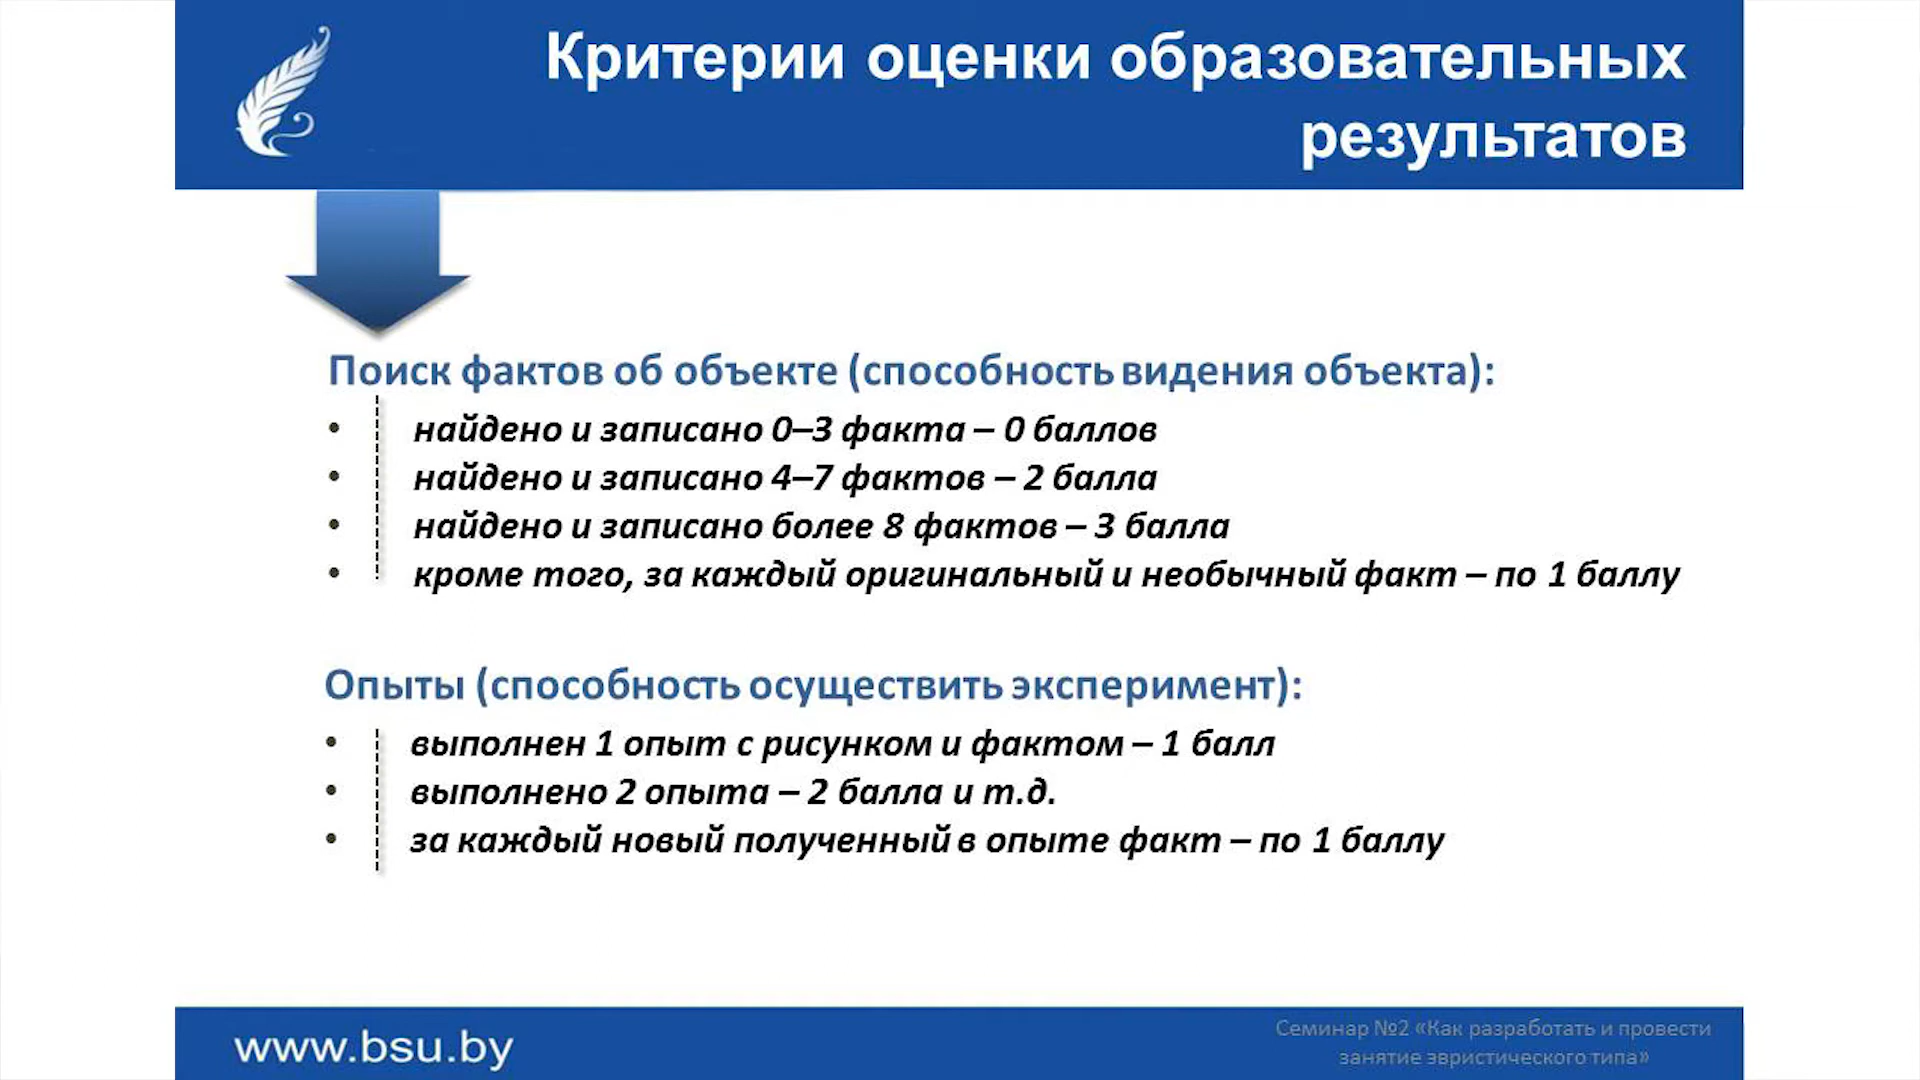 Критерии оценки образовательных
результатов
Поиск фактов об объекте (способность видения объекта):
• найдено и записано 0–3 факта – 0 баллов
• найдено и записано 4–7 фактов – 2 балла
• найдено и записано более 8 фактов – 3 балла
• кроме того, за каждый оригинальный и необычный факт – по 1 баллу
Опыты (способность осуществить эксперимент):
• выполнен 1 опыт с рисунком и фактом – 1 балл
• выполнено 2 опыта – 2 балла и т.д.
• за каждый новый полученный в опыте факт – по 1 баллу
www.bsu.by
Семинар №2 «Как разработать и провести
занятие эвристического типа»